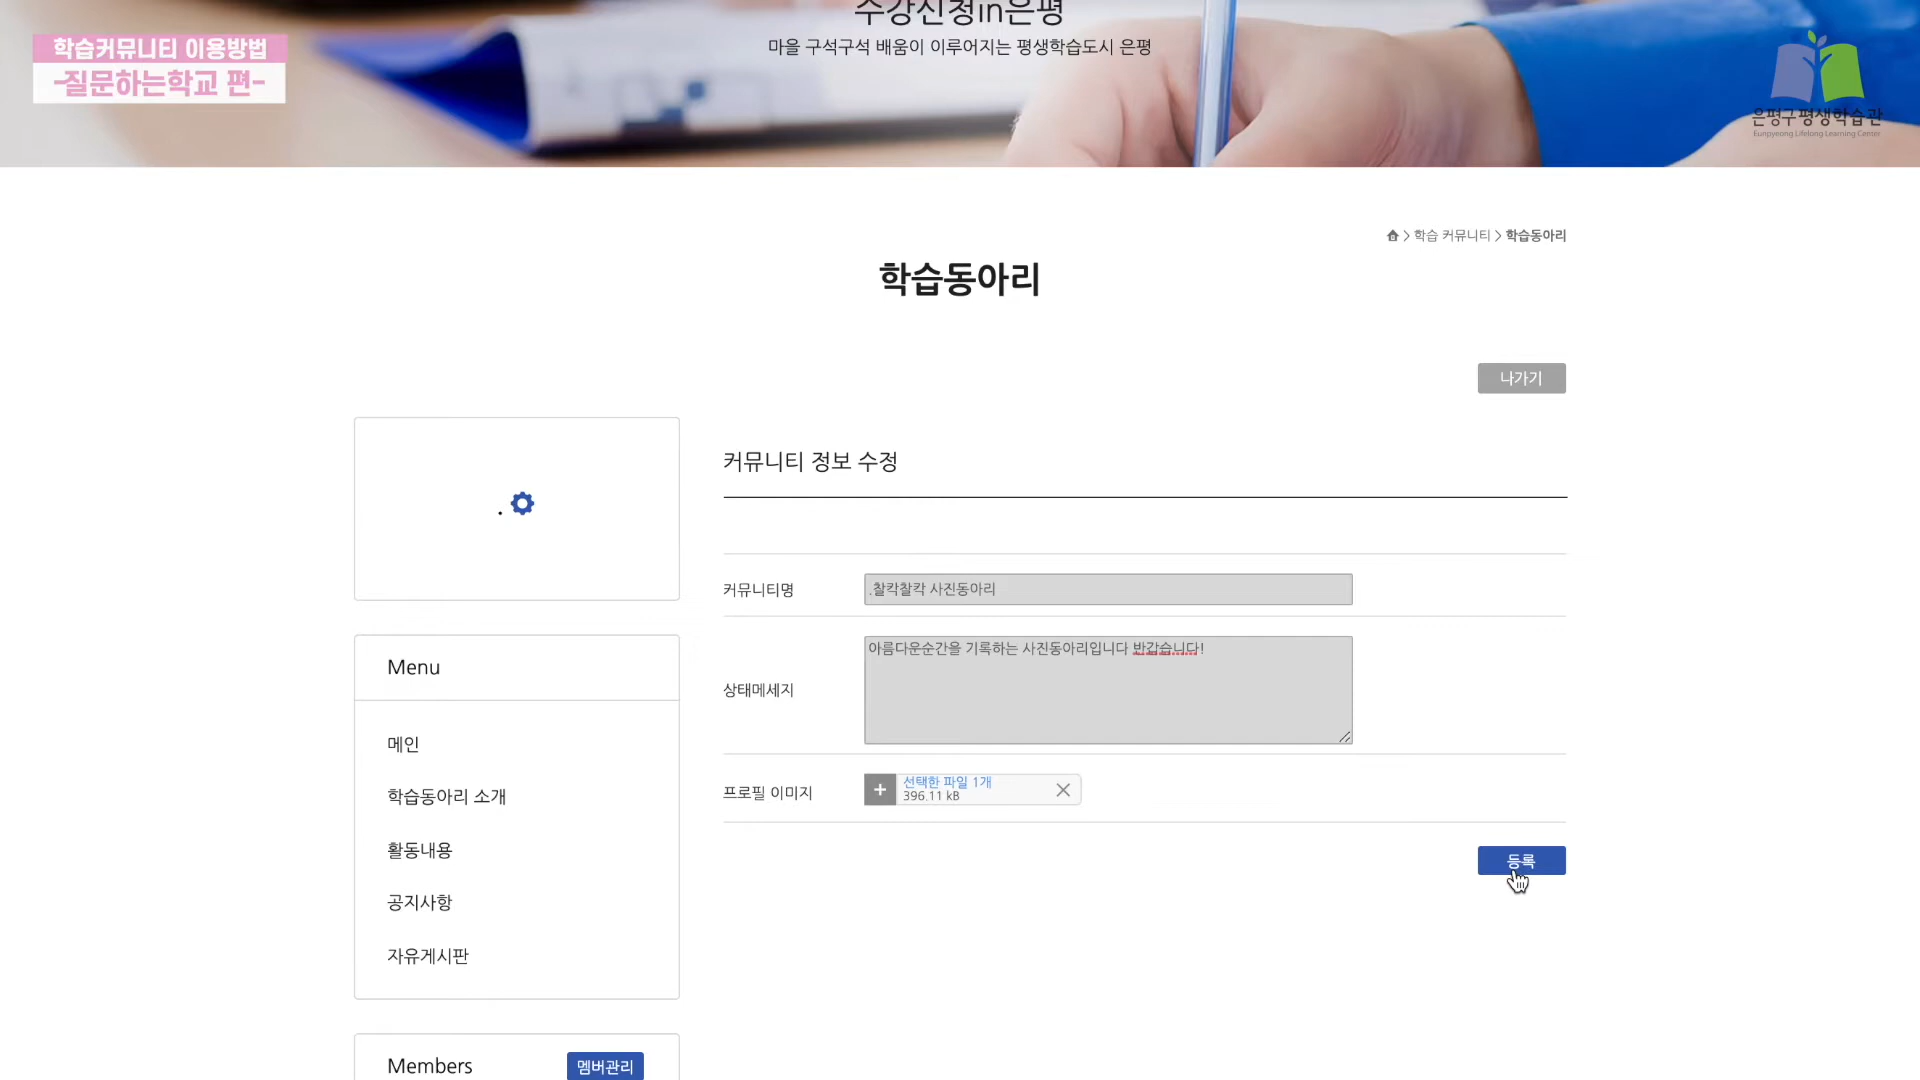 수강신청in은평
마을 구석구석 배움이 이루어지는 평생학습도시 은평
학습커뮤니티 이용방법
-질문하는학교 편-
은평구평생학습관
Eunpyeong Lifelong Learning Center
> 학습 커뮤니티 > 학습동아리
학습동아리
나가기
.
커뮤니티 정보 수정
커뮤니티명
.찰칵찰칵 사진동아리
상태메세지
아름다운순간을 기록하는 사진동아리입니다 반갑습니다!
프로필 이미지
+ 선택한 파일 1개
396.11 kB
등록
Menu
메인
학습동아리 소개
활동내용
공지사항
자유게시판
Members
멤버관리